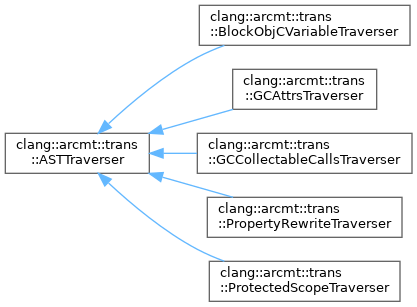 clang::arcmt::trans
::BlockObjCVariableTraverser
clang::arcmt::trans
::GCAttrsTraverser
clang::arcmt::trans
::ASTTraverser
clang::arcmt::trans
::GCCollectableCallsTraverser
clang::arcmt::trans
::PropertyRewriteTraverser
clang::arcmt::trans
::ProtectedScopeTraverser